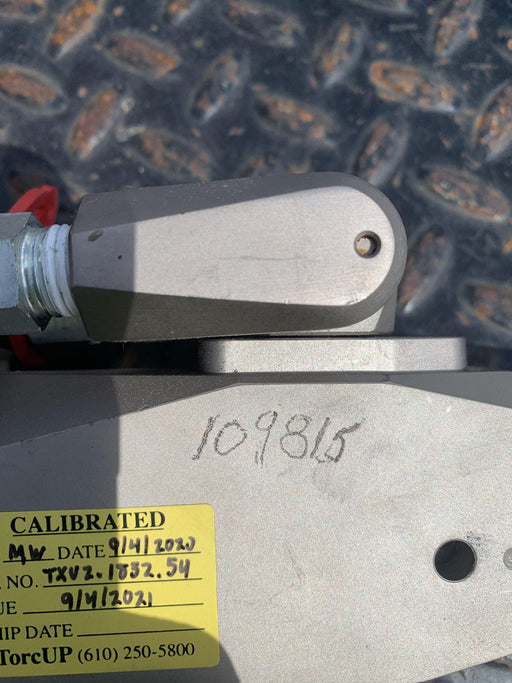 109815
CALIBRATED
MW DATE 9/4/2020
NO. TXV2.1832.54
UE 9/4/2021
HIP DATE
TorcUP (610) 250-5800